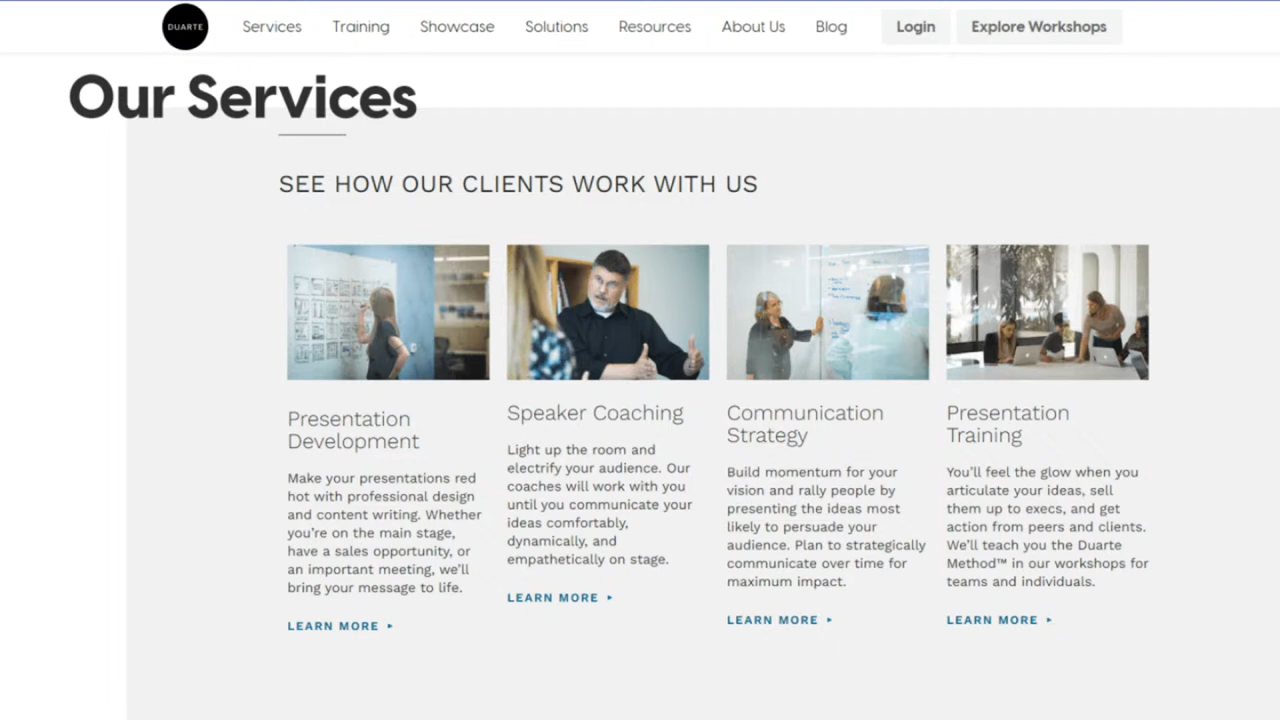 DUARTE
Services
Training
Showcase
Solutions
Resources
About Us
Blog
Login
Explore Workshops
Our Services
SEE HOW OUR CLIENTS WORK WITH US
Presentation
Development
Make your presentations red
hot with professional design
and content writing. Whether
you're on the main stage,
have a sales opportunity, or
an important meeting, we'll
bring your message to life.
LEARN MORE ▸
Speaker Coaching
Light up the room and
electrify your audience. Our
coaches will work with you
until you communicate your
ideas comfortably,
dynamically, and
empathetically on stage.
LEARN MORE ▸
Communication
Strategy
Build momentum for your
vision and rally people by
presenting the ideas most
likely to persuade your
audience. Plan to strategically
communicate over time for
maximum impact.
LEARN MORE ▸
Presentation
Training
You'll feel the glow when you
articulate your ideas, sell
them up to execs, and get
action from peers and clients.
We'll teach you the Duarte
Method™ in our workshops for
teams and individuals.
LEARN MORE ▸